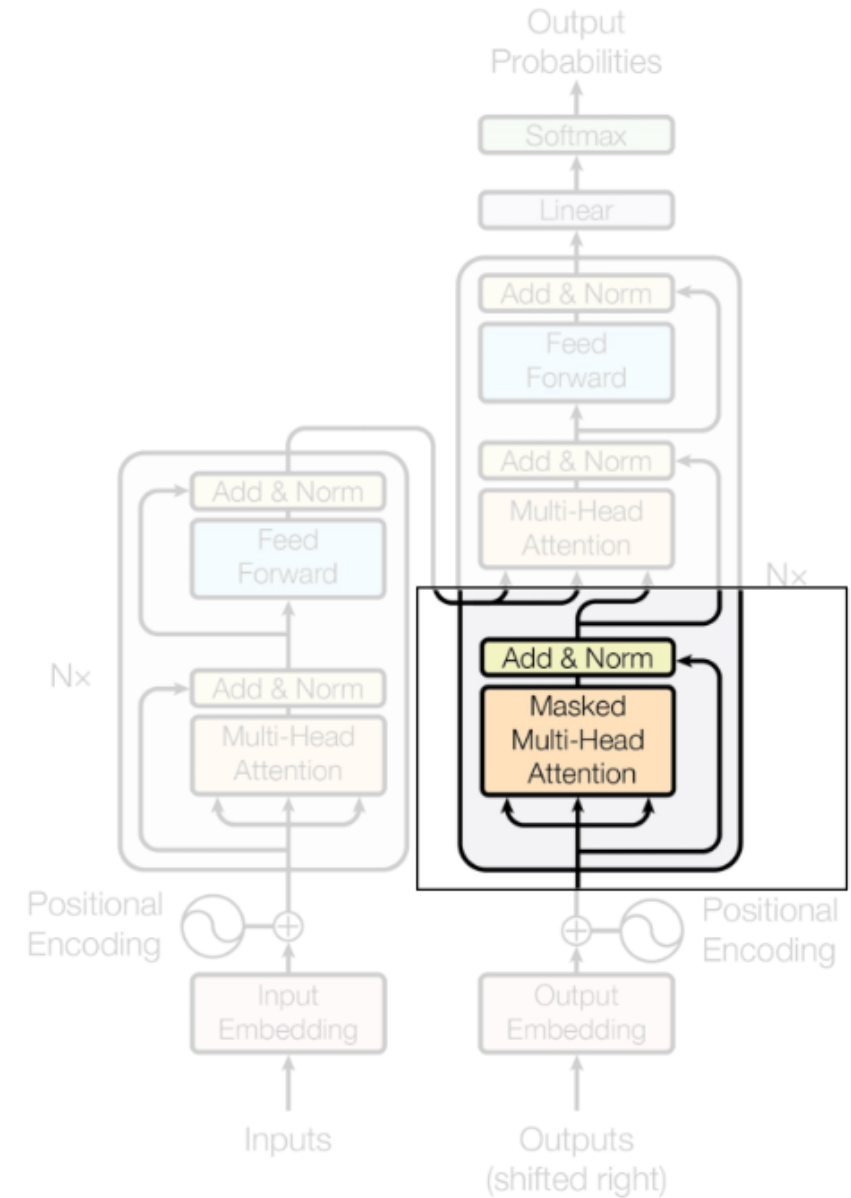 Output
Probabilities
Softmax
Linear
Add & Norm
Feed
Forward
Add & Norm
Multi-Head
Attention
Nx
Add & Norm
Masked
Multi-Head
Attention
Positional
Encoding
Output
Embedding
Outputs
(shifted right)
Add & Norm
Feed
Forward
Nx
Add & Norm
Multi-Head
Attention
Positional
Encoding
Input
Embedding
Inputs